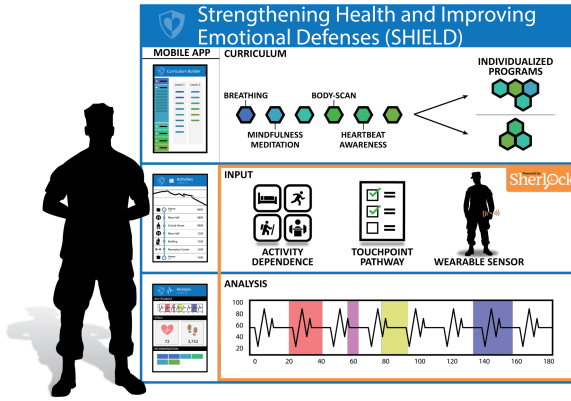 Strengthening Health and Improving
Emotional Defenses (SHIELD)
MOBILE APP
CURRICULUM
Curriculum Builder
INDIVIDUALIZED
PROGRAMS
BREATHING
BODY-SCAN
MINDFULNESS
MEDITATION
HEARTBEAT
AWARENESS
Activities
INPUT
Powered by
Sherlock
ACTIVITY
DEPENDENCE
TOUCHPOINT
PATHWAY
WEARABLE SENSOR
Analysis
72
3,752
ANALYSIS
100
80
60
40
20
0 20 40 60 80 100 120 140 160 180